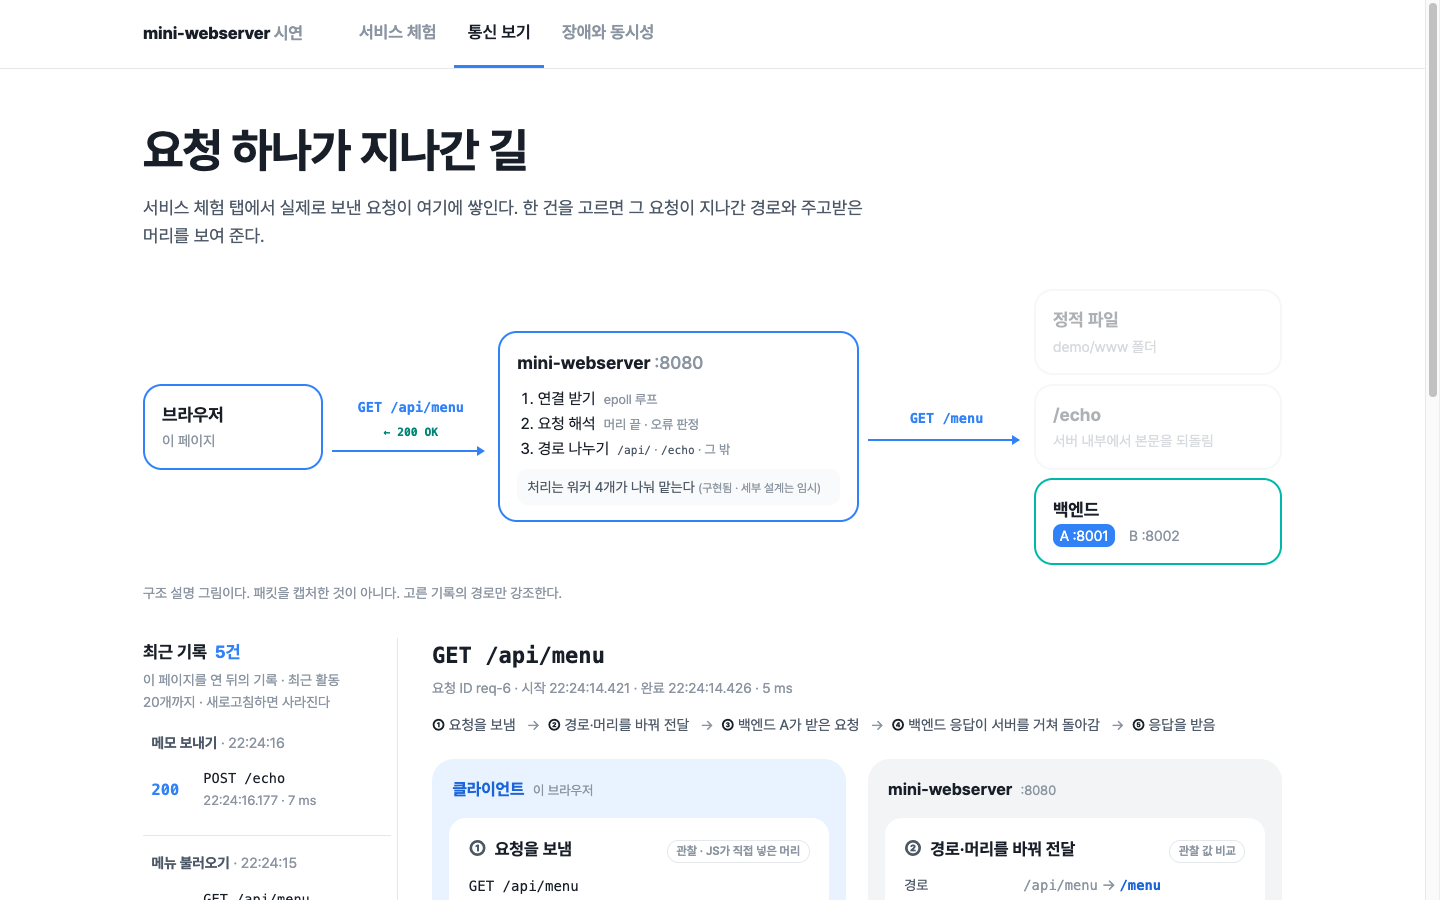 mini-webserver 시연 서비스 체험 통신 보기 장애와 동시성
요청 하나가 지나간 길
서비스 체험 탭에서 실제로 보낸 요청이 여기에 쌓인다. 한 건을 고르면 그 요청이 지나간 경로와 주고받은
머리를 보여 준다.
브라우저
이 페이지
GET /api/menu
← 200 OK
mini-webserver :8080
1. 연결 받기 epoll 루프
2. 요청 해석 머리 끝 · 오류 판정
3. 경로 나누기 /api/ · /echo · 그 밖
처리는 워커 4개가 나눠 맡는다 (구현됨 · 세부 설계는 임시)
GET /menu
정적 파일
demo/www 폴더
/echo
서버 내부에서 본문을 되돌림
백엔드
A :8001 B :8002
구조 설명 그림이다. 패킷을 캡처한 것이 아니다. 고른 기록의 경로만 강조한다.
최근 기록 5건
이 페이지를 연 뒤의 기록 · 최근 활동
20개까지 · 새로고침하면 사라진다
메모 보내기 · 22:24:16
200 POST /echo
22:24:16.177 · 7 ms
메뉴 불러오기 · 22:24:15
GET /api/menu
GET /api/menu
요청 ID req-6 · 시작 22:24:14.421 · 완료 22:24:14.426 · 5 ms
① 요청을 보냄 → ② 경로·머리를 바꿔 전달 → ③ 백엔드 A가 받은 요청 → ④ 백엔드 응답이 서버를 거쳐 돌아감 → ⑤ 응답을 받음
클라이언트 이 브라우저
① 요청을 보냄 관찰 · JS가 직접 넣은 머리
GET /api/menu
mini-webserver :8080
② 경로·머리를 바꿔 전달 관찰 값 비교
경로 /api/menu → /menu